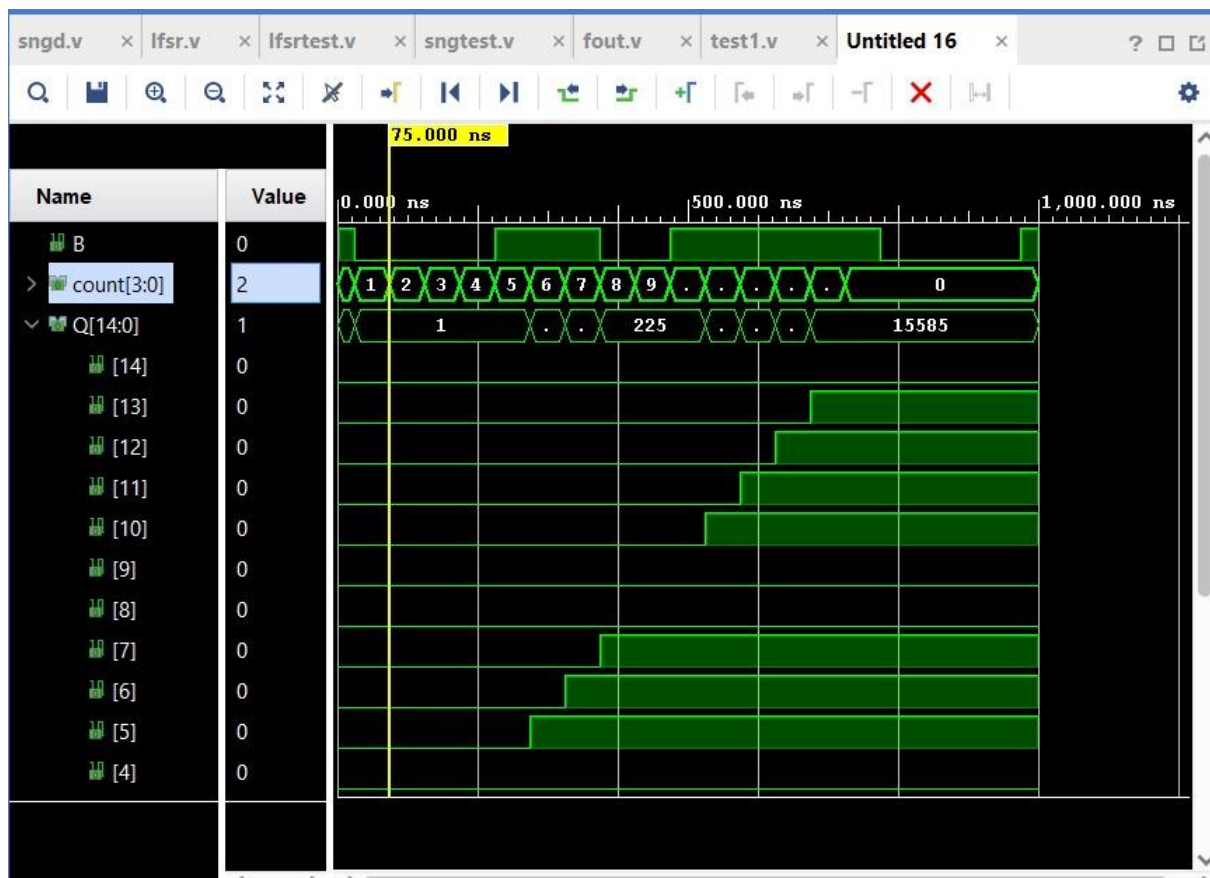 sngd.v × lfsr.v × lfsrtest.v × sngtest.v × fout.v × test1.v × Untitled 16 × ?
75.000 ns
Name Value 0.000 ns 500.000 ns 1,000.000 ns
B 0
count[3:0] 2 1 2 3 4 5 6 7 8 9 . . . . . 0
Q[14:0] 1 1 . . 225 . . . 15585
[14] 0
[13] 0
[12] 0
[11] 0
[10] 0
[9] 0
[8] 0
[7] 0
[6] 0
[5] 0
[4] 0